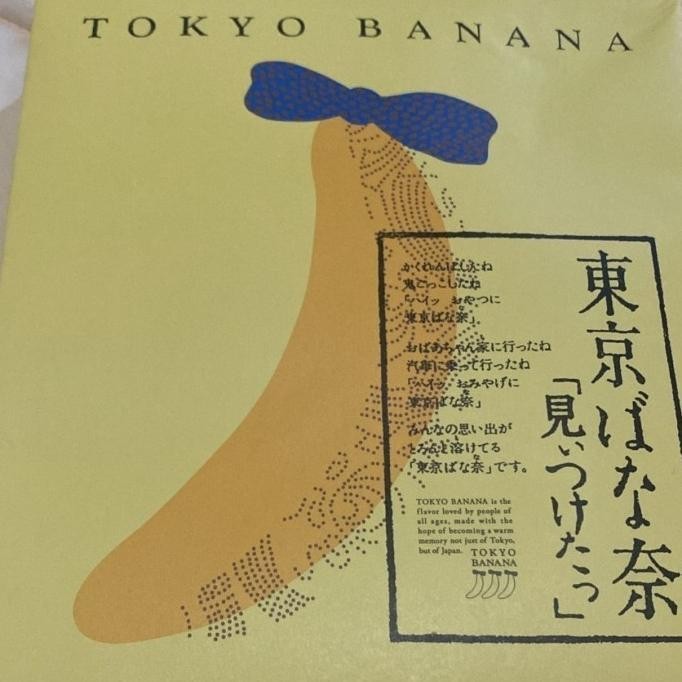 TOKYO BANANA
東京ばな奈
「見ぃつけたっ」
かくれんぼしたね
鬼ごっこしたね
「ハイッ おやつに
東京ばな奈」
おばあちゃん家に行ったね
汽車に乗って行ったね
「ハイッ おみやげに
東京ばな奈」
みんなの思い出が
とろんと溶けてる
「東京ばな奈」です。
TOKYO BANANA is the
flavor loved by people of
all ages, made with the
hope of becoming a warm
memory not just of Tokyo,
but of Japan.
TOKYO
BANANA